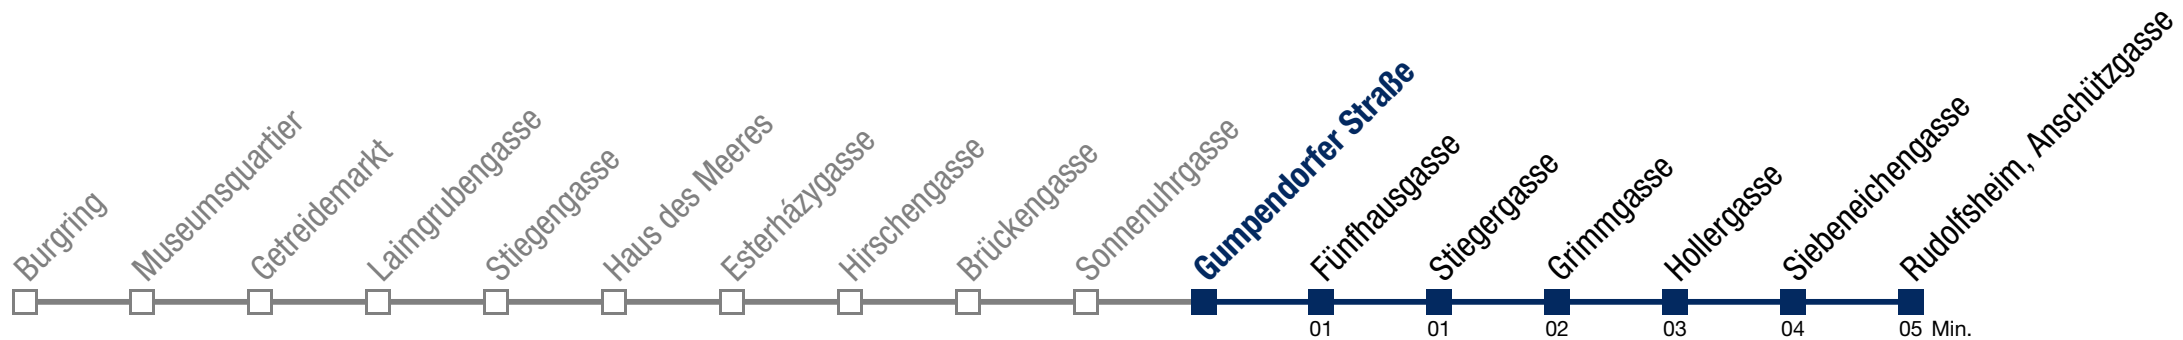 Burgring
Museumsquartier
Getreidemarkt
Laimgrubengasse
Stiegengasse
Haus des Meeres
Esterházygasse
Hirschengasse
Brückengasse
Sonnenuhrgasse
Gumpendorfer Straße
Fünfhausgasse
Stiegergasse
Grimmgasse
Hollergasse
Siebeneichengasse
Rudolfsheim, Anschützgasse
01 01 02 03 04 05 Min.